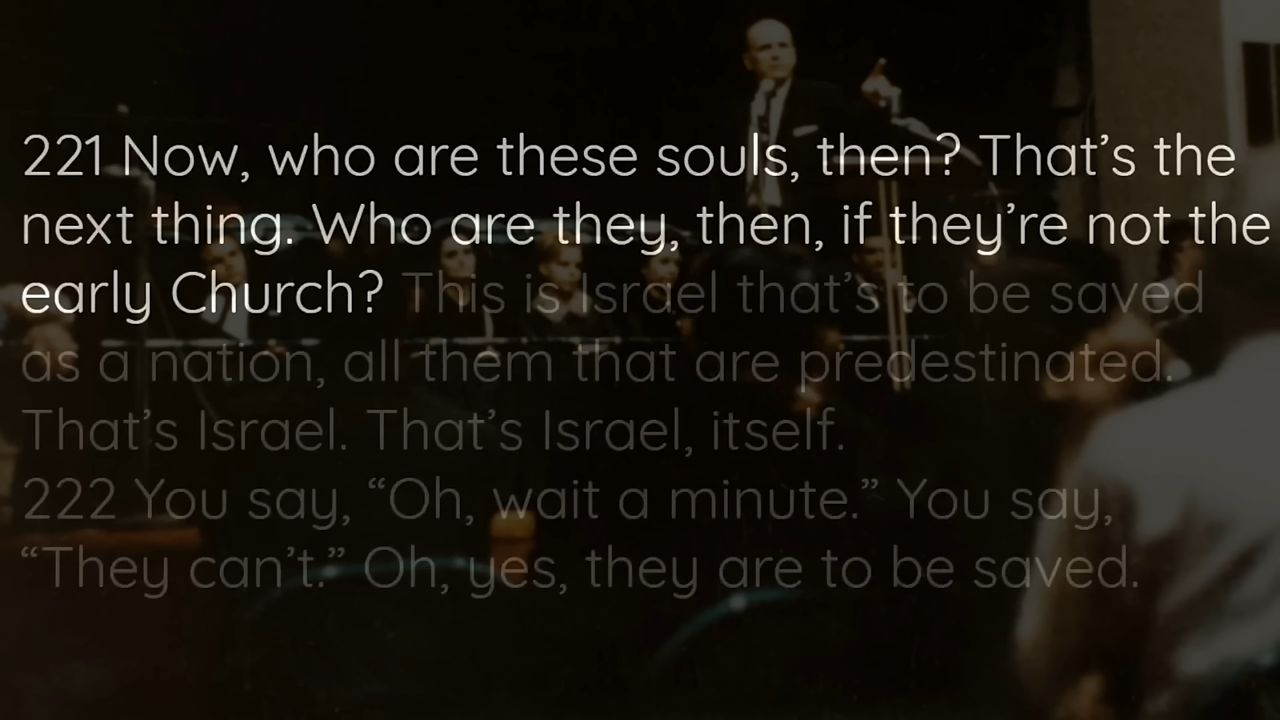 221 Now, who are these souls, then? That’s the
next thing. Who are they, then, if they’re not the
early Church? This is Israel that’s to be saved
as a nation, all them that are predestinated.
That’s Israel. That’s Israel, itself.
222 You say, “Oh, wait a minute.” You say,
“They can’t.” Oh, yes, they are to be saved.